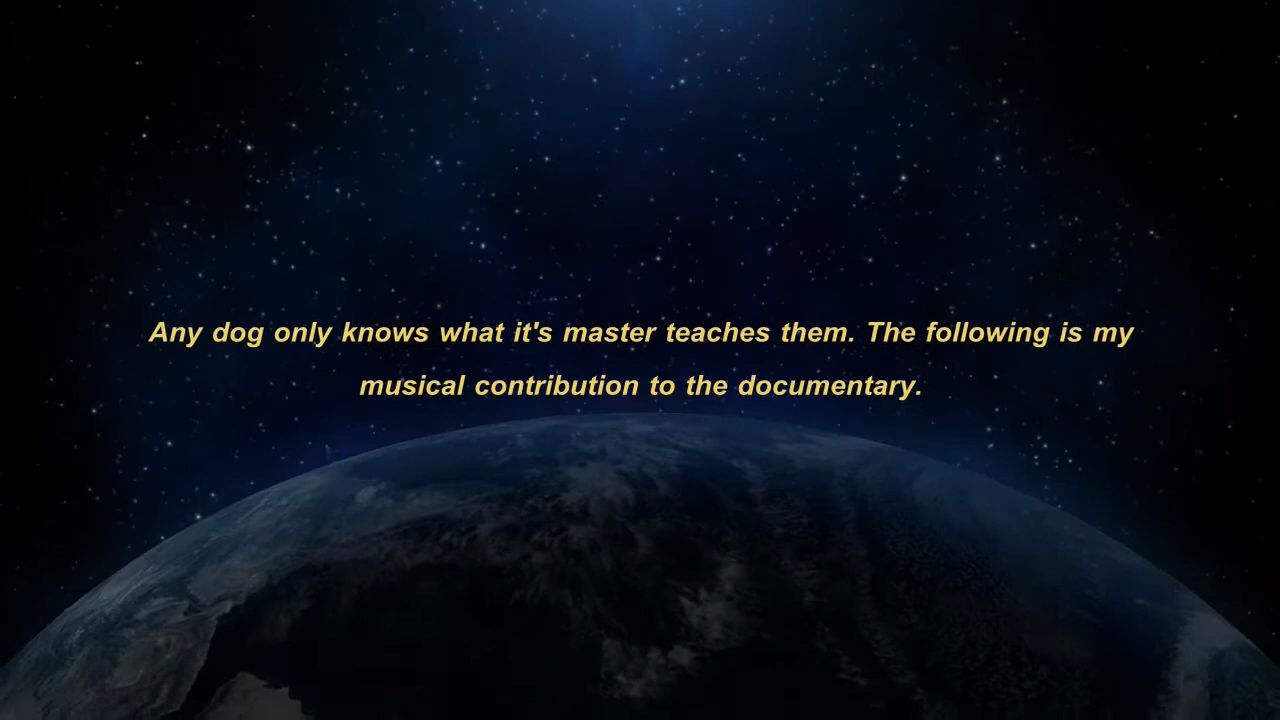 Any dog only knows what it's master teaches them. The following is my
musical contribution to the documentary.